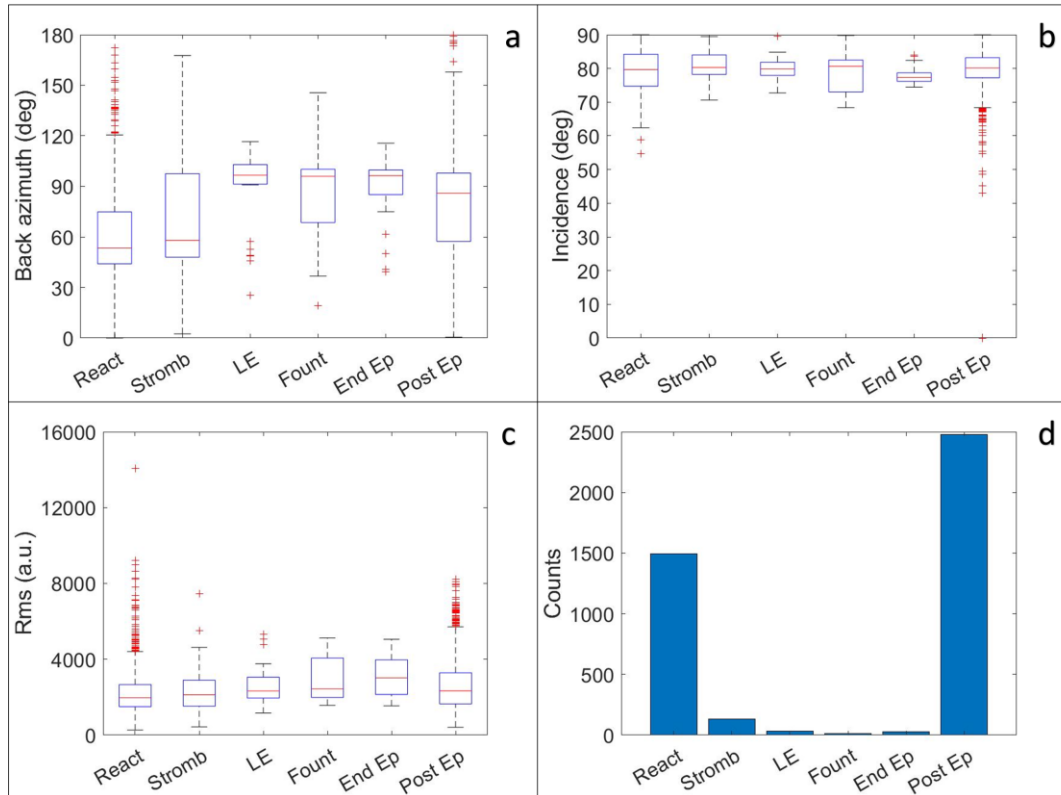 a
180
150
120
90
60
30
0
Back azimuth (deg)
React Stromb LE Fount End Ep Post Ep
b
90
80
70
60
50
40
30
20
10
0
Incidence (deg)
React Stromb LE Fount End Ep Post Ep
c
16000
12000
8000
4000
0
Rms (a.u.)
React Stromb LE Fount End Ep Post Ep
d
2500
2000
1500
1000
500
0
Counts
React Stromb LE Fount End Ep Post Ep